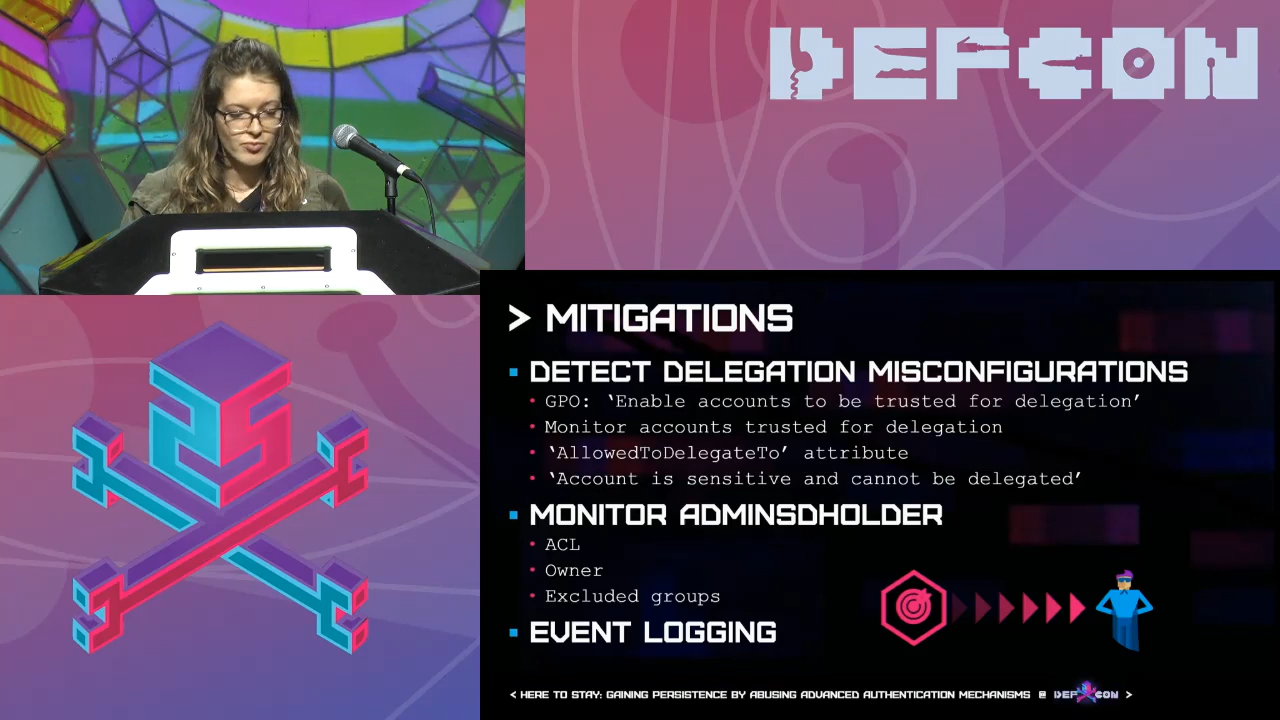 DEFCON
> MITIGATIONS
▪ DETECT DELEGATION MISCONFIGURATIONS
• GPO: ‘Enable accounts to be trusted for delegation’
• Monitor accounts trusted for delegation
• ‘AllowedToDelegateTo’ attribute
• ‘Account is sensitive and cannot be delegated’
▪ MONITOR ADMINSDHOLDER
• ACL
• Owner
• Excluded groups
▪ EVENT LOGGING
< HERE TO STAY: GAINING PERSISTENCE BY ABUSING ADVANCED AUTHENTICATION MECHANISMS @ DEF CON >